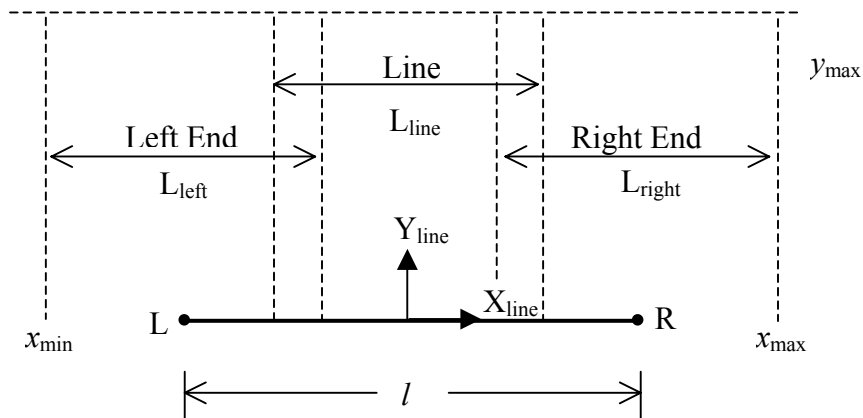 Line
y_max
L_line
Left End
Right End
L_left
L_right
Y_line
X_line
L
R
x_min
x_max
l